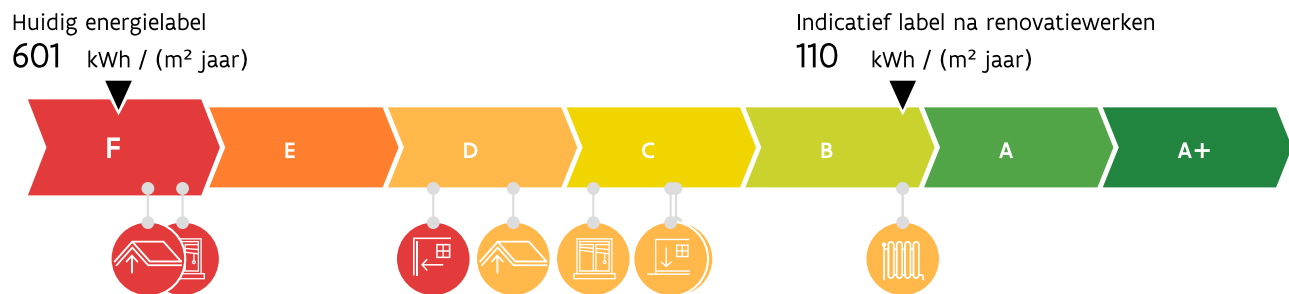 Huidig energielabel
601 kWh / (m² jaar)
Indicatief label na renovatiewerken
110 kWh / (m² jaar)
F E D C B A A+